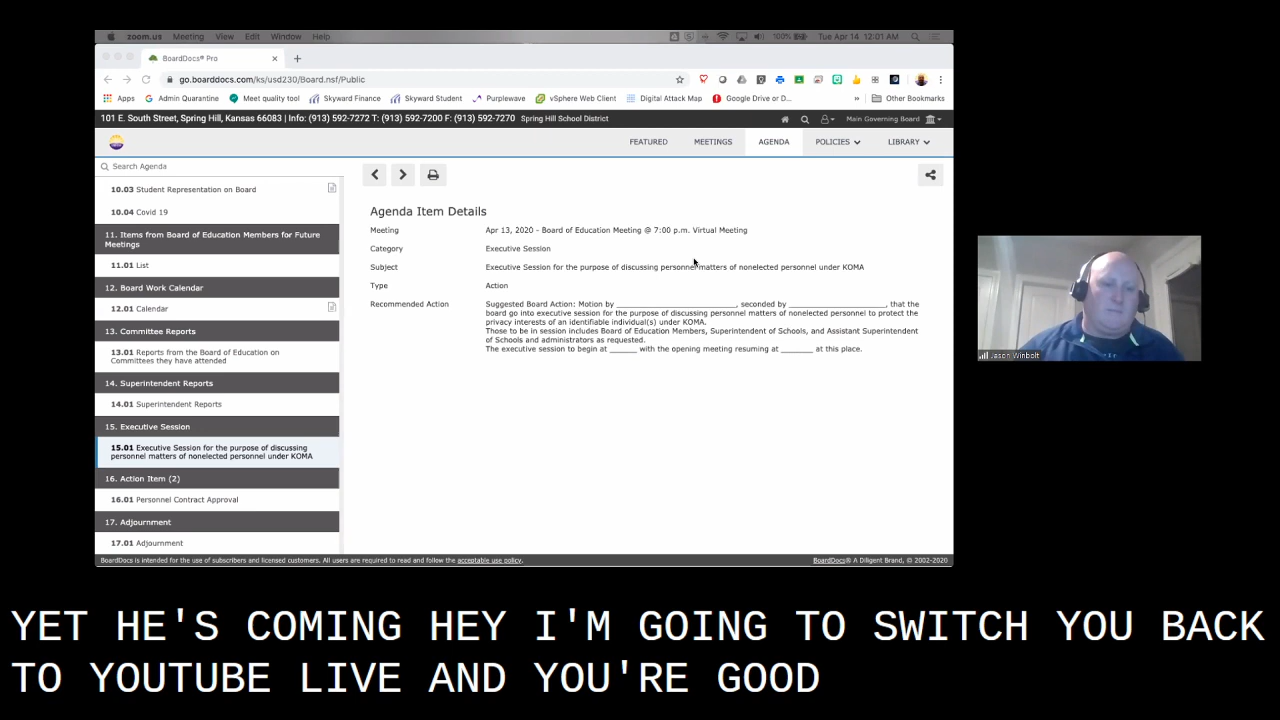 zoom.us Meeting View Edit Window Help 100% Tue Apr 14 12:01 AM
BoardDocs® Pro
go.boarddocs.com/ks/usd230/Board.nsf/Public
Apps Admin Quarantine Meet quality tool Skyward Finance Skyward Student Purplewave vSphere Web Client Digital Attack Map Google Drive or D... » Other Bookmarks
101 E. South Street, Spring Hill, Kansas 66083 | Info: (913) 592-7272 T: (913) 592-7200 F: (913) 592-7270 Spring Hill School District Main Governing Board
FEATURED MEETINGS AGENDA POLICIES LIBRARY
Search Agenda
10.03 Student Representation on Board
10.04 Covid 19
11. Items from Board of Education Members for Future
Meetings
11.01 List
12. Board Work Calendar
12.01 Calendar
13. Committee Reports
13.01 Reports from the Board of Education on
Committees they have attended
14. Superintendent Reports
14.01 Superintendent Reports
15. Executive Session
15.01 Executive Session for the purpose of discussing
personnel matters of nonelected personnel under KOMA
16. Action Item (2)
16.01 Personnel Contract Approval
17. Adjournment
17.01 Adjournment
Agenda Item Details
Meeting Apr 13, 2020 - Board of Education Meeting @ 7:00 p.m. Virtual Meeting
Category Executive Session
Subject Executive Session for the purpose of discussing personnel matters of nonelected personnel under KOMA
Type Action
Recommended Action Suggested Board Action: Motion by ________________________, seconded by ____________________, that the
board go into executive session for the purpose of discussing personnel matters of nonelected personnel to protect the
privacy interests of an identifiable individual(s) under KOMA.
Those to be in session includes Board of Education Members, Superintendent of Schools, and Assistant Superintendent
of Schools and administrators as requested.
The executive session to begin at ______ with the opening meeting resuming at _______ at this place.
Jason Winbolt
BoardDocs is intended for the use of subscribers and licensed customers. All users are required to read and follow the acceptable use policy. BoardDocs® A Diligent Brand, © 2002-2020
YET HE'S COMING HEY I'M GOING TO SWITCH YOU BACK
TO YOUTUBE LIVE AND YOU'RE GOOD